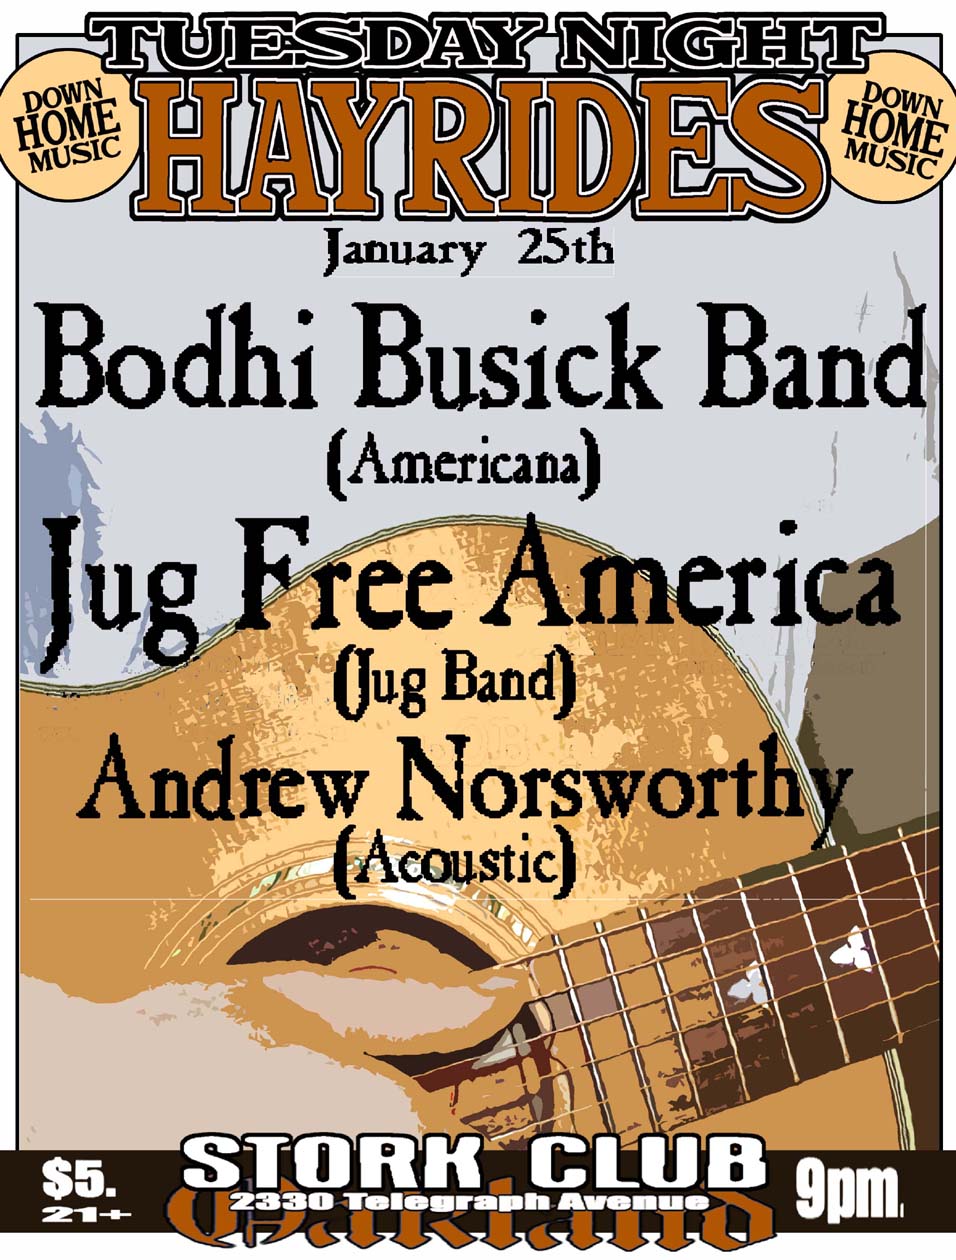 TUESDAY NIGHT
HAYRIDES
DOWN
HOME
MUSIC
DOWN
HOME
MUSIC
January 25th
Bodhi Busick Band
(Americana)
Jug Free America
(Jug Band)
Andrew Norsworthy
(Acoustic)
STORK CLUB
2330 Telegraph Avenue
Oakland
$5.
21+
9pm.